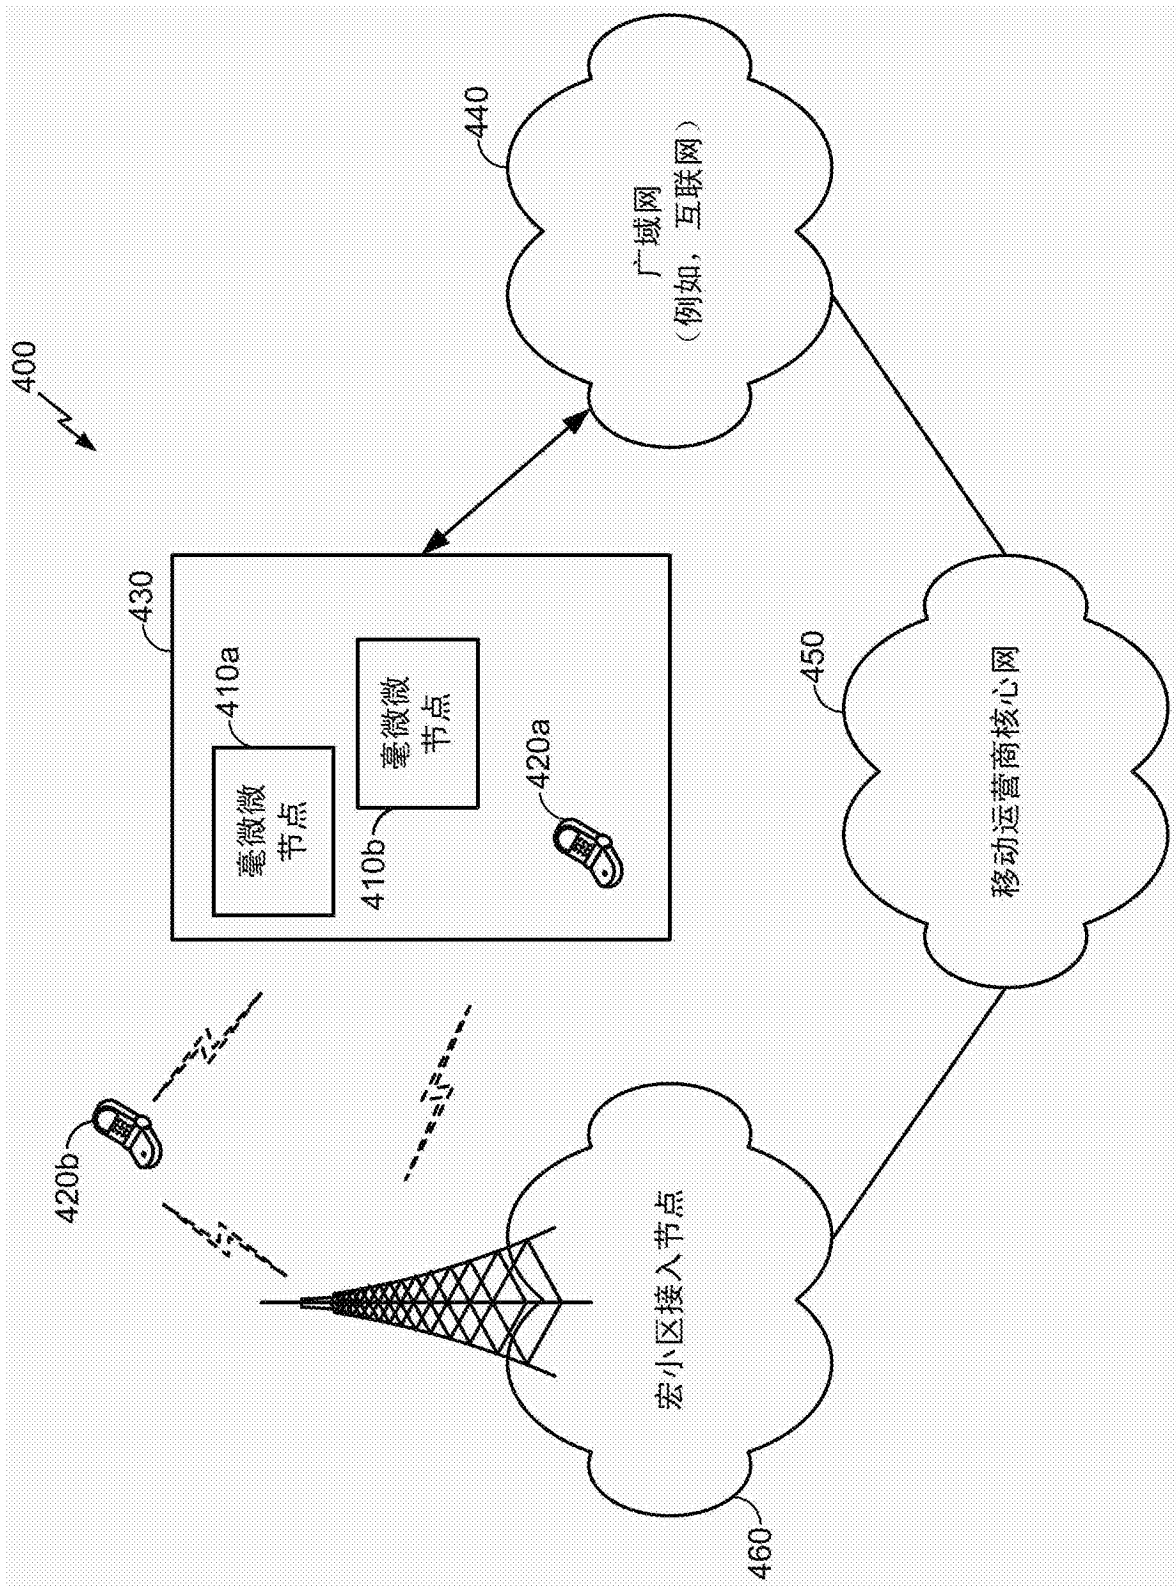 400
420b
430
410a
毫微微
节点
410b
毫微微
节点
420a
440
广域网
（例如，互联网）
460
宏小区接入节点
450
移动运营商核心网